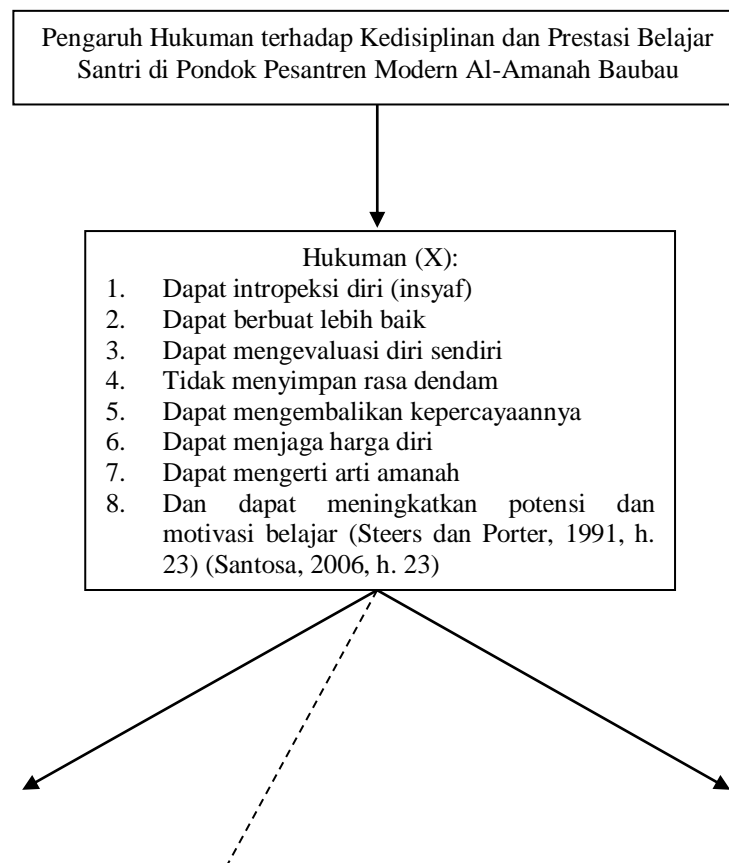 Pengaruh Hukuman terhadap Kedisiplinan dan Prestasi Belajar
Santri di Pondok Pesantren Modern Al-Amanah Baubau
Hukuman (X):
1. Dapat intropeksi diri (insyaf)
2. Dapat berbuat lebih baik
3. Dapat mengevaluasi diri sendiri
4. Tidak menyimpan rasa dendam
5. Dapat mengembalikan kepercayaannya
6. Dapat menjaga harga diri
7. Dapat mengerti arti amanah
8. Dan dapat meningkatkan potensi dan
motivasi belajar (Steers dan Porter, 1991, h.
23) (Santosa, 2006, h. 23)